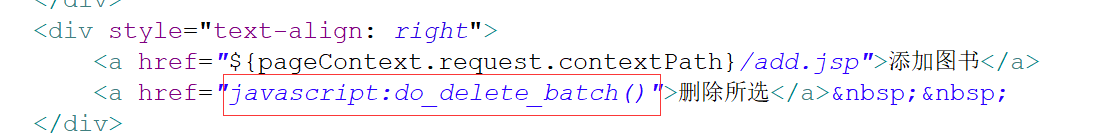 </div>
<div style="text-align: right">
<a href="${pageContext.request.contextPath}/add.jsp">添加图书</a>
<a href="javascript:do_delete_batch()">删除所选</a>&nbsp;&nbsp;
</div>